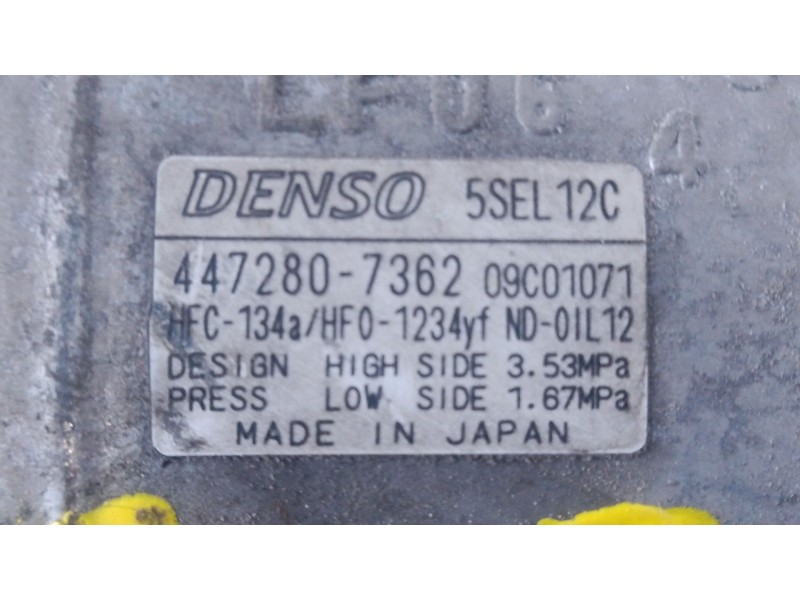 4
DENSO 5SEL12C
447280-7362 09C01071
HFC-134a/HFO-1234yf ND-OIL12
DESIGN HIGH SIDE 3.53MPa
PRESS LOW SIDE 1.67MPa
MADE IN JAPAN